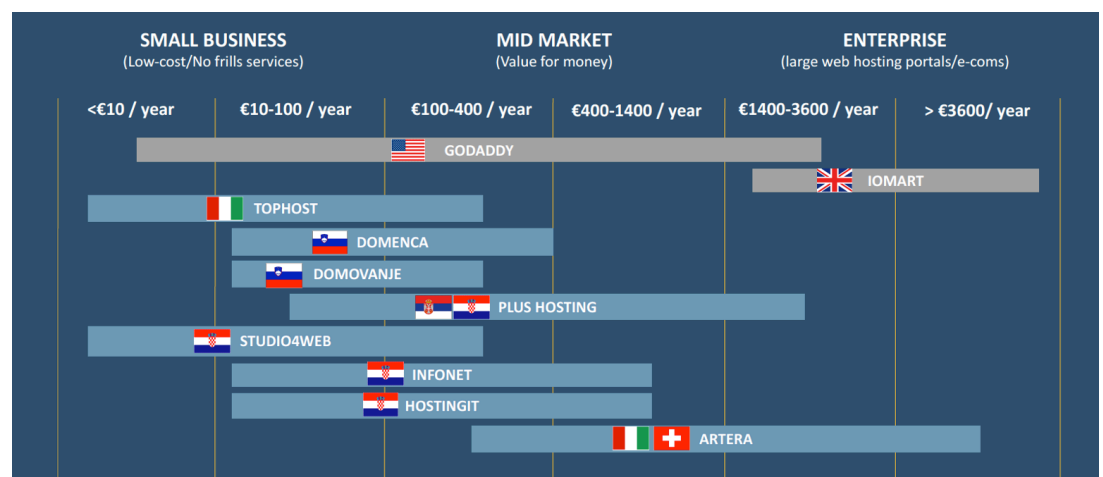 SMALL BUSINESS
(Low-cost/No frills services)
MID MARKET
(Value for money)
ENTERPRISE
(large web hosting portals/e-coms)
<€10 / year
€10-100 / year
€100-400 / year
€400-1400 / year
€1400-3600 / year
> €3600/ year
GODADDY
IOMART
TOPHOST
DOMENCA
DOMOVANJE
PLUS HOSTING
STUDIO4WEB
INFONET
HOSTINGIT
ARTERA